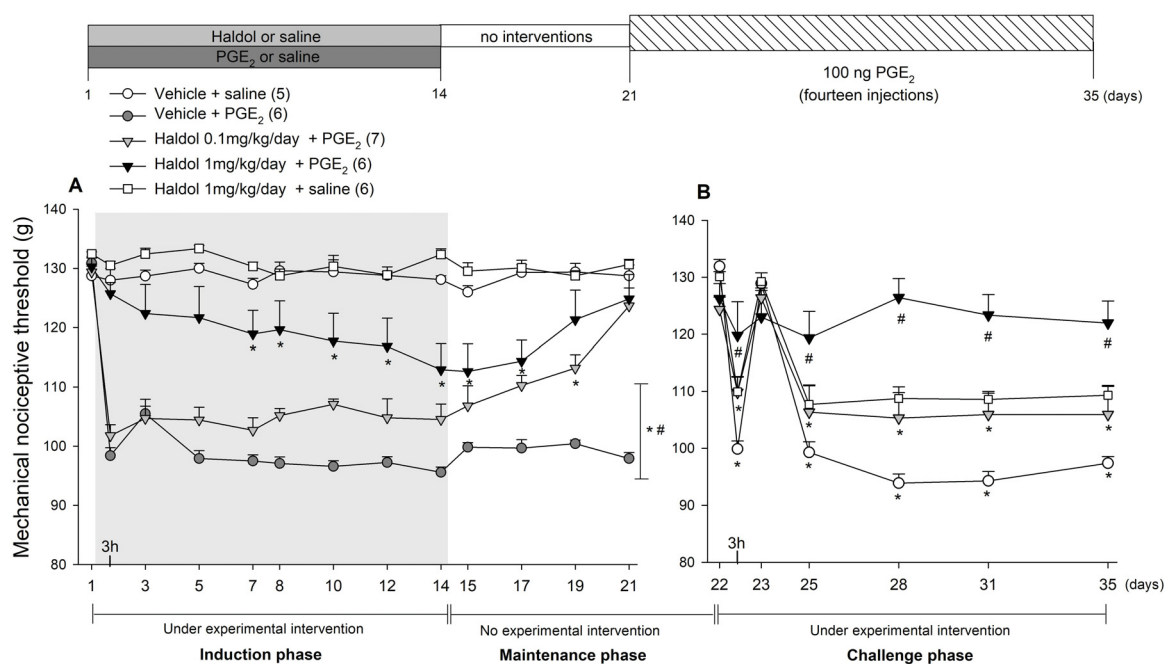 Haldol or saline
no interventions
PGE2 or saline
100 ng PGE2
(fourteen injections)
1
14
21
35 (days)
Vehicle + saline (5)
Vehicle + PGE2 (6)
Haldol 0.1mg/kg/day + PGE2 (7)
Haldol 1mg/kg/day + PGE2 (6)
Haldol 1mg/kg/day + saline (6)
A
Mechanical nociceptive threshold (g)
140
130
120
110
100
90
80
* * * * * * * *
* #
3h
1 3 5 7 8 10 12 14 15 17 19 21
Under experimental intervention
No experimental intervention
Induction phase
Maintenance phase
B
140
130
120
110
100
90
80
# # # # #
* * * * *
* * * * *
3h
22 23 25 28 31 35 (days)
Under experimental intervention
Challenge phase